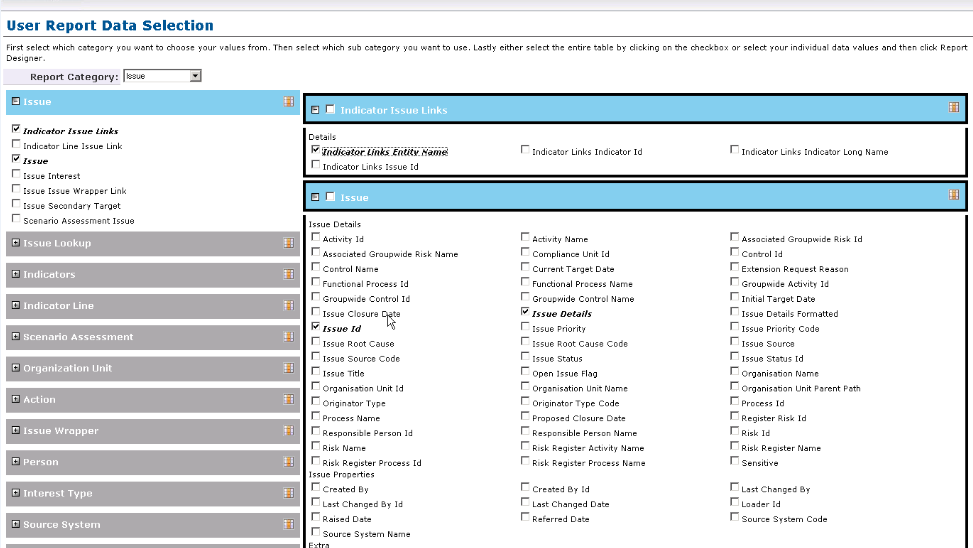 User Report Data Selection
First select which category you want to choose your values from. Then select which sub category you want to use. Lastly either select the entire table by clicking on the checkbox or select your individual data values and then click Report
Designer.
Report Category: Issue
Issue
Indicator Issue Links
Indicator Line Issue Link
Issue
Issue Interest
Issue Issue Wrapper Link
Issue Secondary Target
Scenario Assessment Issue
Issue Lookup
Indicators
Indicator Line
Scenario Assessment
Organization Unit
Action
Issue Wrapper
Person
Interest Type
Source System
Indicator Issue Links
Details
Indicator Links Entity Name Indicator Links Indicator Id Indicator Links Indicator Long Name
Indicator Links Issue Id
Issue
Issue Details
Activity Id Activity Name Associated Groupwide Risk Id
Associated Groupwide Risk Name Compliance Unit Id Control Id
Control Name Current Target Date Extension Request Reason
Functional Process Id Functional Process Name Groupwide Activity Id
Groupwide Control Id Groupwide Control Name Initial Target Date
Issue Closure Date Issue Details Issue Details Formatted
Issue Id Issue Priority Issue Priority Code
Issue Root Cause Issue Root Cause Code Issue Source
Issue Source Code Issue Status Issue Status Id
Issue Title Open Issue Flag Organisation Name
Organisation Unit Id Organisation Unit Name Organisation Unit Parent Path
Originator Type Originator Type Code Process Id
Process Name Proposed Closure Date Register Risk Id
Responsible Person Id Responsible Person Name Risk Id
Risk Name Risk Register Activity Name Risk Register Name
Risk Register Process Id Risk Register Process Name Sensitive
Issue Properties
Created By Created By Id Last Changed By
Last Changed By Id Last Changed Date Loader Id
Raised Date Referred Date Source System Code
Source System Name
Extra